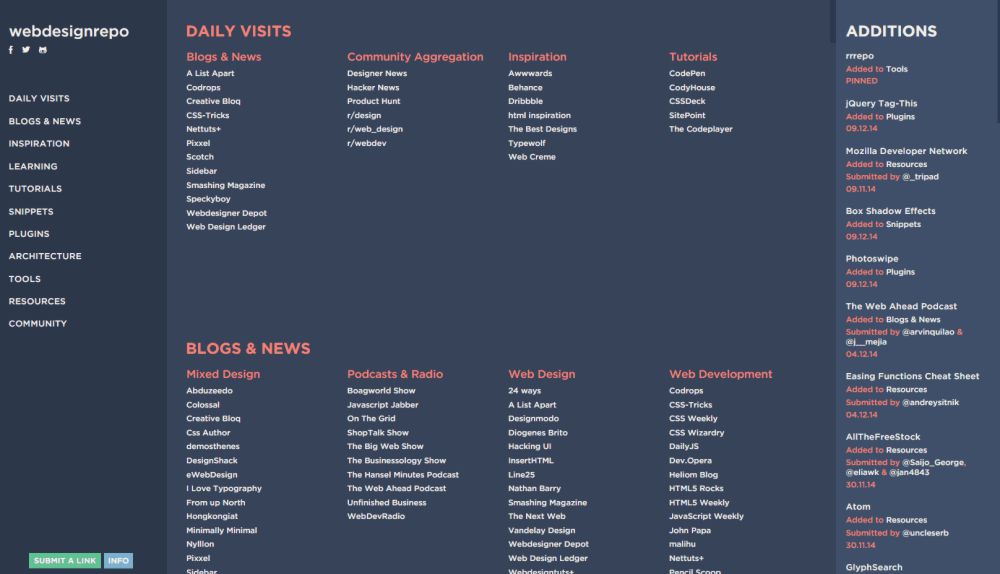 webdesignrepo
DAILY VISITS
BLOGS & NEWS
INSPIRATION
LEARNING
TUTORIALS
SNIPPETS
PLUGINS
ARCHITECTURE
TOOLS
RESOURCES
COMMUNITY
SUBMIT A LINK
INFO
DAILY VISITS
Blogs & News
A List Apart
Codrops
Creative Bloq
CSS-Tricks
Nettuts+
Pixxel
Scotch
Sidebar
Smashing Magazine
Speckyboy
Webdesigner Depot
Web Design Ledger
Community Aggregation
Designer News
Hacker News
Product Hunt
r/design
r/web_design
r/webdev
Inspiration
Awwwards
Behance
Dribbble
html inspiration
The Best Designs
Typewolf
Web Creme
Tutorials
CodePen
CodyHouse
CSSDeck
SitePoint
The Codeplayer
BLOGS & NEWS
Mixed Design
Abduzeedo
Colossal
Creative Bloq
Css Author
demosthenes
DesignShack
eWebDesign
I Love Typography
From up North
Hongkongiat
Minimally Minimal
Nylllon
Pixxel
Sidebar
Podcasts & Radio
Boagworld Show
Javascript Jabber
On The Grid
ShopTalk Show
The Big Web Show
The Businessology Show
The Hansel Minutes Podcast
The Web Ahead Podcast
Unfinished Business
WebDevRadio
Web Design
24 ways
A List Apart
Designmodo
Diogenes Brito
Hacking UI
InsertHTML
Line25
Nathan Barry
Smashing Magazine
The Next Web
Vandelay Design
Webdesigner Depot
Web Design Ledger
Webdesigntuts+
Web Development
Codrops
CSS-Tricks
CSS Weekly
CSS Wizardry
DailyJS
Dev.Opera
Heliom Blog
HTML5 Rocks
HTML5 Weekly
JavaScript Weekly
John Papa
malihu
Nettuts+
Pencil Scoop
ADDITIONS
rrrepo
Added to Tools
PINNED
jQuery Tag-This
Added to Plugins
09.12.14
Mozilla Developer Network
Added to Resources
Submitted by @_tripad
09.11.14
Box Shadow Effects
Added to Snippets
09.12.14
Photoswipe
Added to Plugins
09.12.14
The Web Ahead Podcast
Added to Blogs & News
Submitted by @arvinquilao &
@j__mejia
04.12.14
Easing Functions Cheat Sheet
Added to Resources
Submitted by @andreysitnik
04.12.14
AllTheFreeStock
Added to Resources
Submitted by @Saijo_George,
@eliawk & @jan4843
30.11.14
Atom
Added to Resources
Submitted by @uncleserb
30.11.14
GlyphSearch